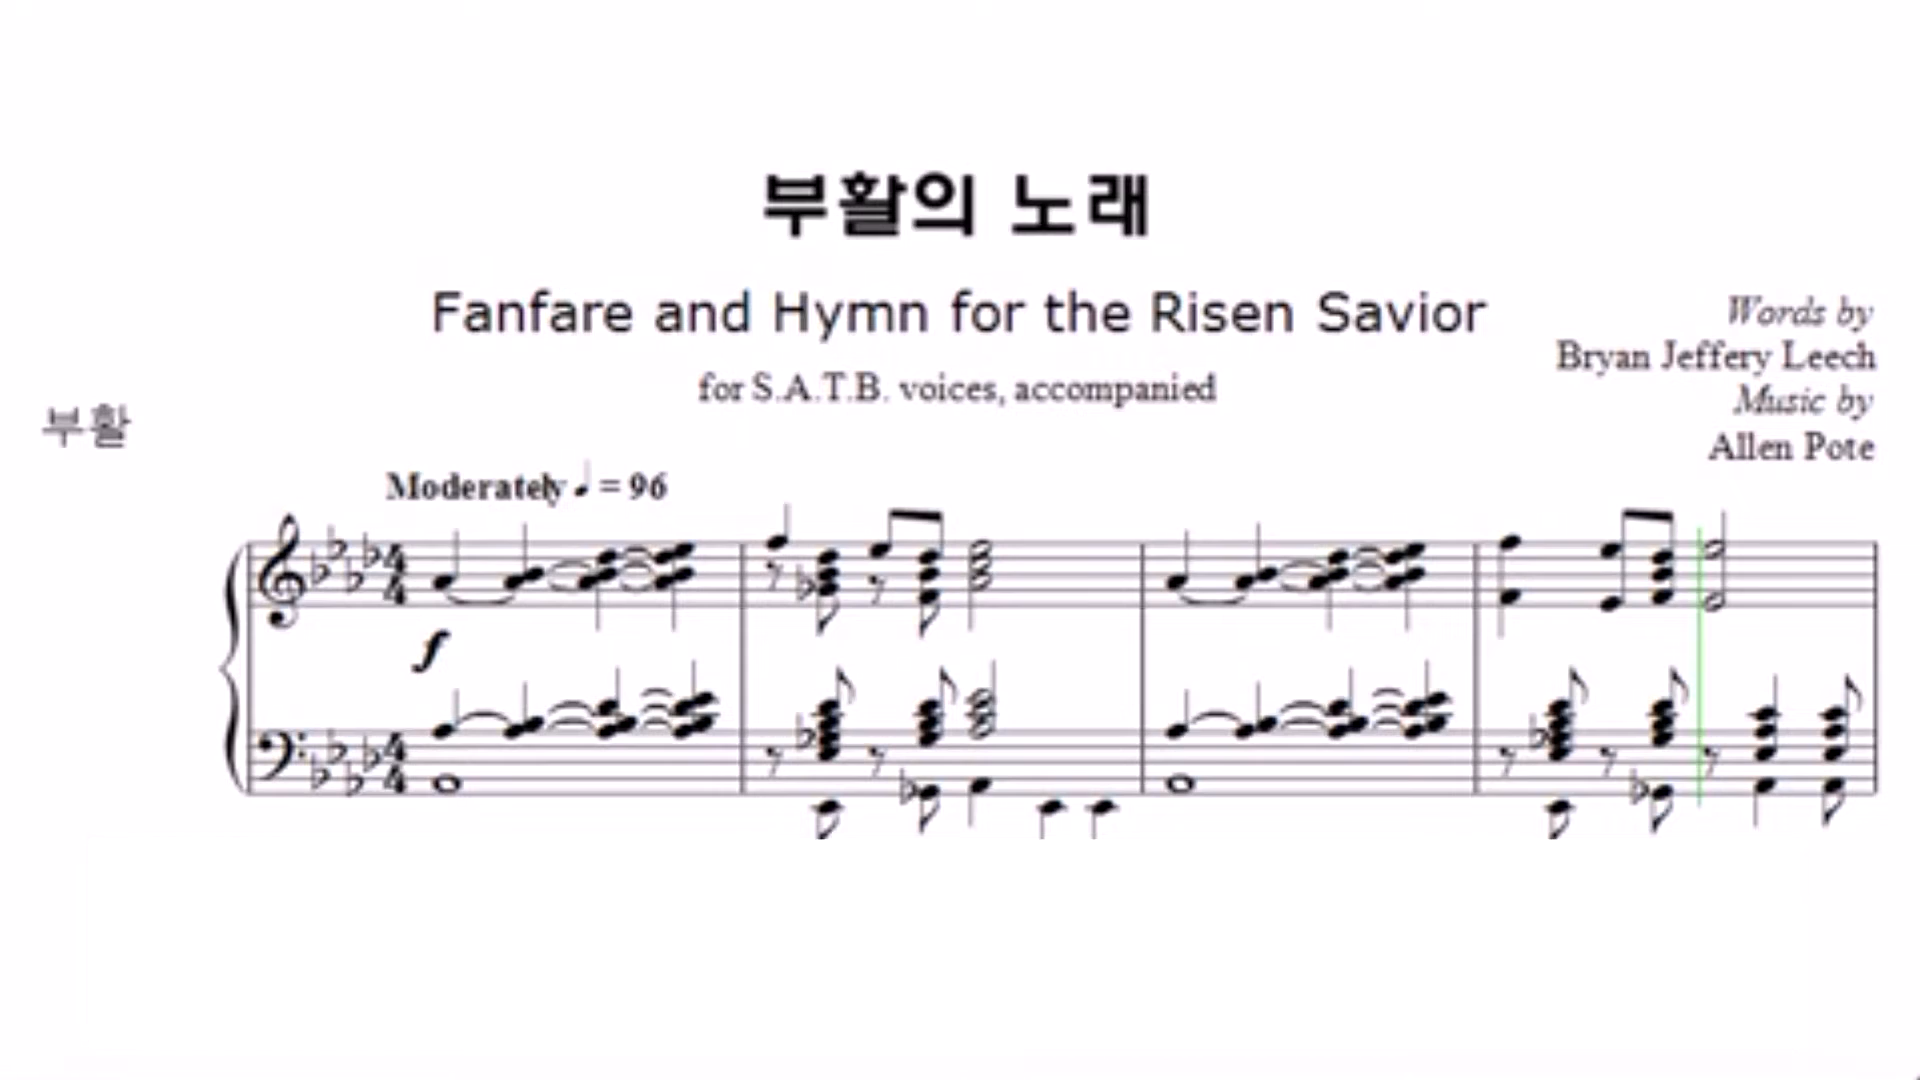 부활의 노래
Fanfare and Hymn for the Risen Savior
for S.A.T.B. voices, accompanied
Words by
Bryan Jeffery Leech
Music by
Allen Pote
부활
Moderately ♩ = 96
f